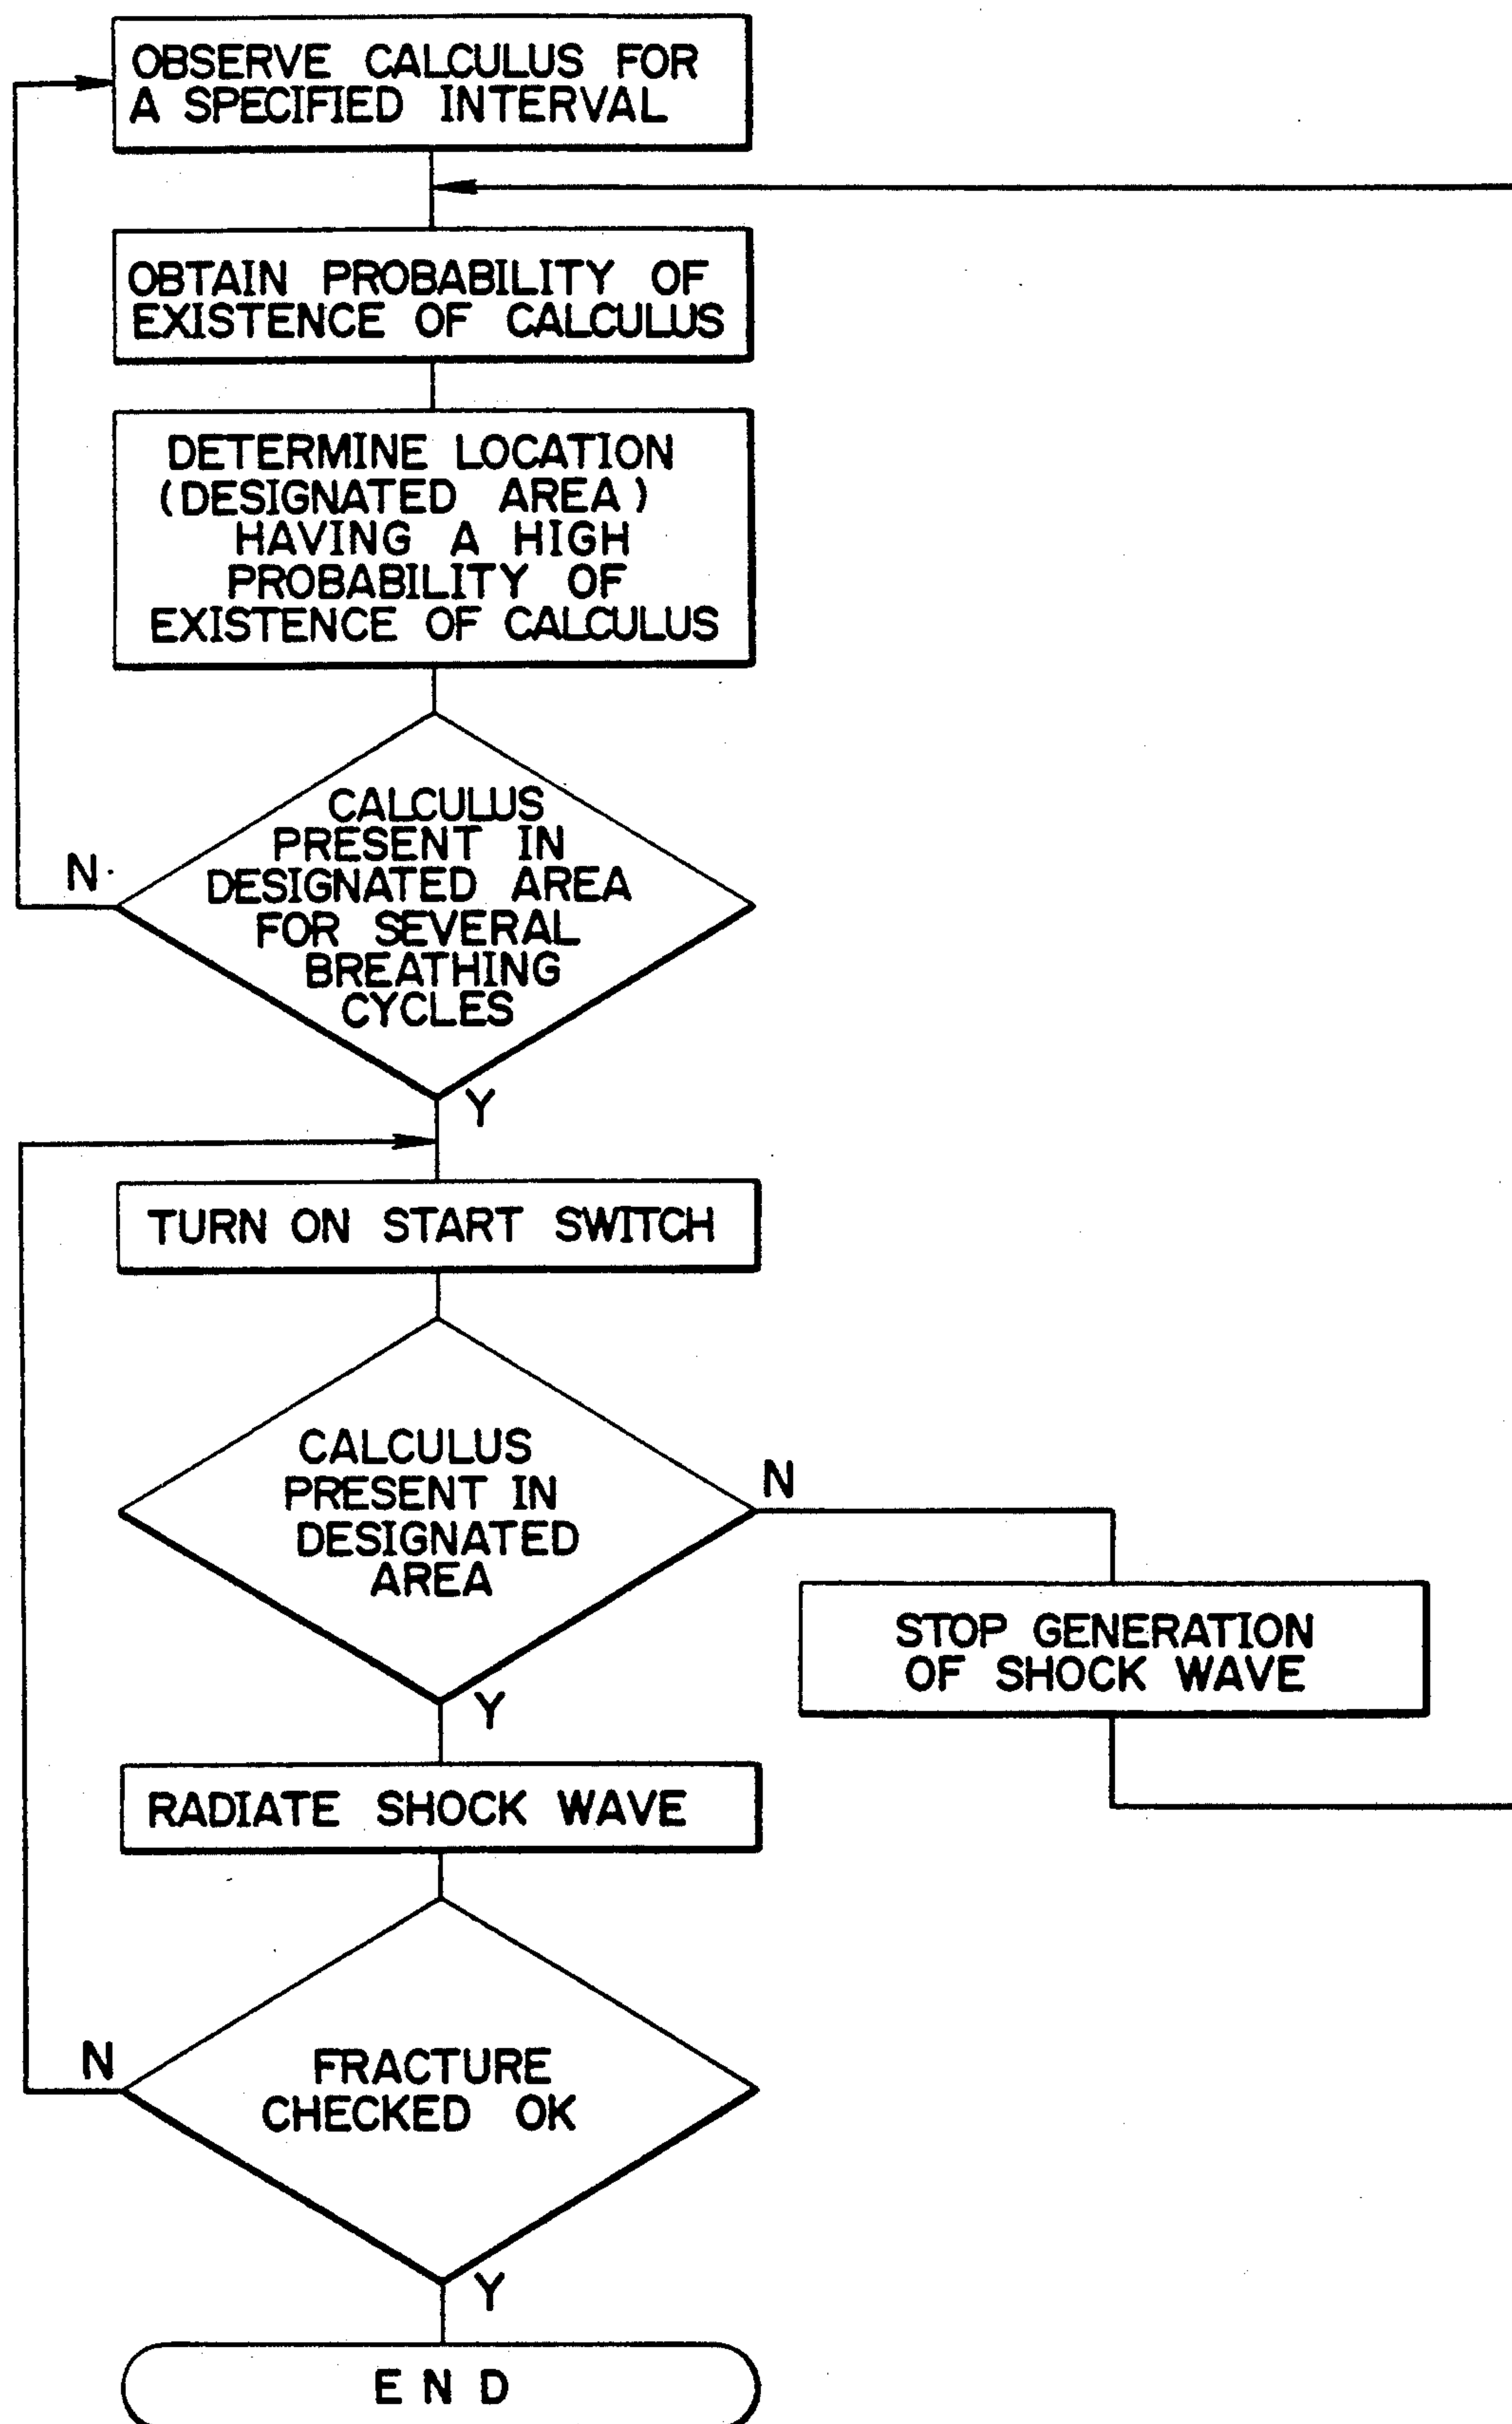 OBSERVE CALCULUS FOR
A SPECIFIED INTERVAL
OBTAIN PROBABILITY OF
EXISTENCE OF CALCULUS
DETERMINE LOCATION
(DESIGNATED AREA)
HAVING A HIGH
PROBABILITY OF
EXISTENCE OF CALCULUS
CALCULUS
PRESENT IN
DESIGNATED AREA
FOR SEVERAL
BREATHING
CYCLES
N
Y
TURN ON START SWITCH
CALCULUS
PRESENT IN
DESIGNATED
AREA
N
STOP GENERATION
OF SHOCK WAVE
Y
RADIATE SHOCK WAVE
FRACTURE
CHECKED OK
N
Y
END